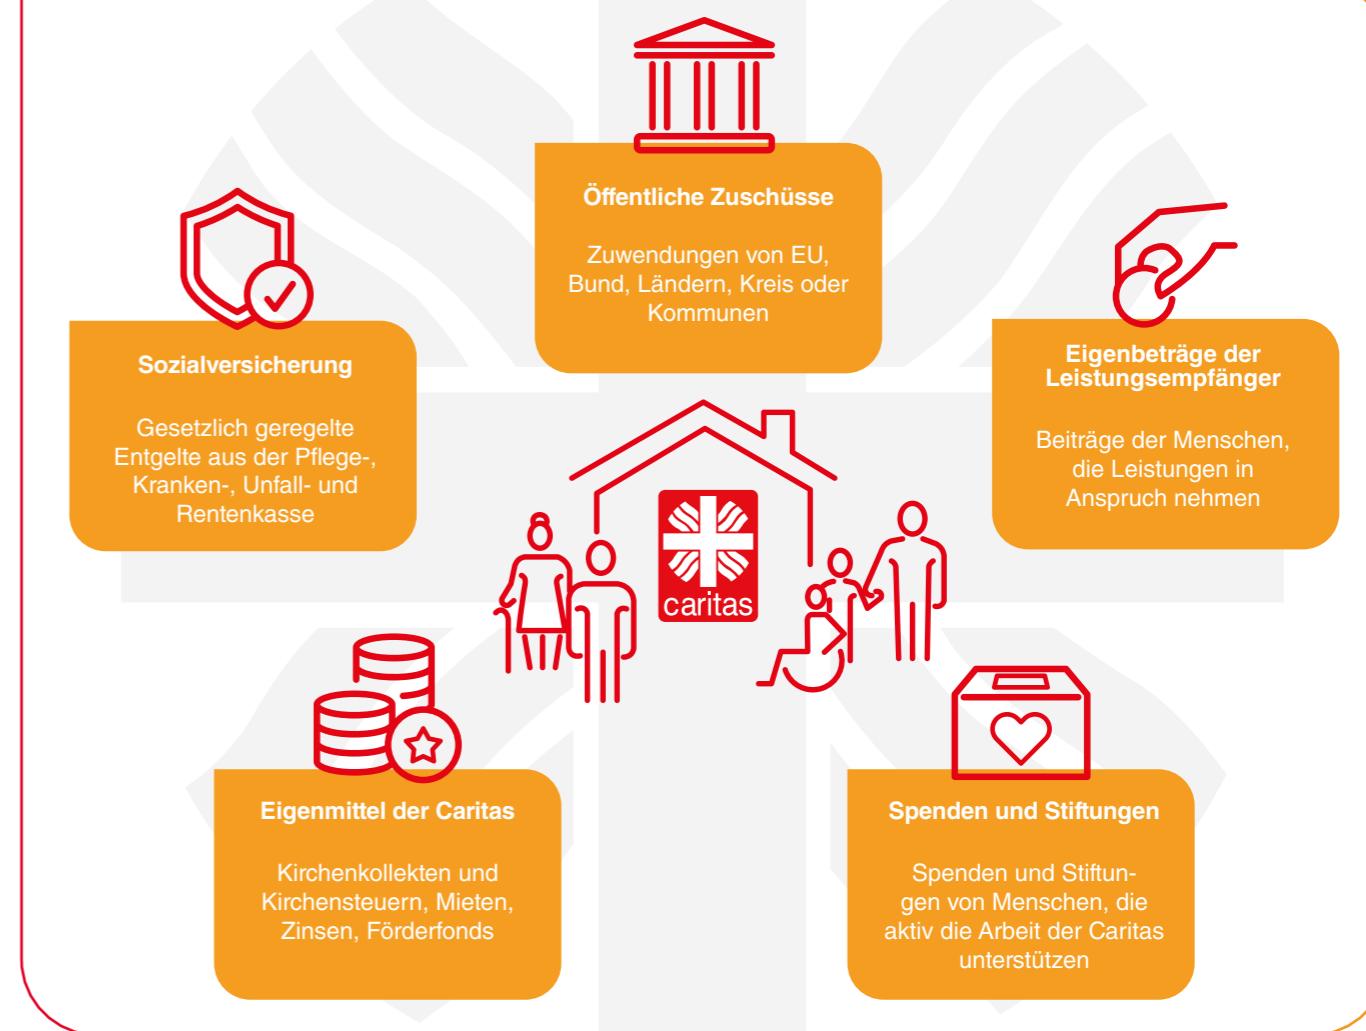 Öffentliche Zuschüsse
Zuwendungen von EU,
Bund, Ländern, Kreis oder
Kommunen
Sozialversicherung
Gesetzlich geregelte
Entgelte aus der Pflege-,
Kranken-, Unfall- und
Rentenkasse
Eigenbeträge der
Leistungsempfänger
Beiträge der Menschen,
die Leistungen in
Anspruch nehmen
caritas
Eigenmittel der Caritas
Kirchenkollekten und
Kirchensteuern, Mieten,
Zinsen, Förderfonds
Spenden und Stiftungen
Spenden und Stiftun-
gen von Menschen, die
aktiv die Arbeit der Caritas
unterstützen